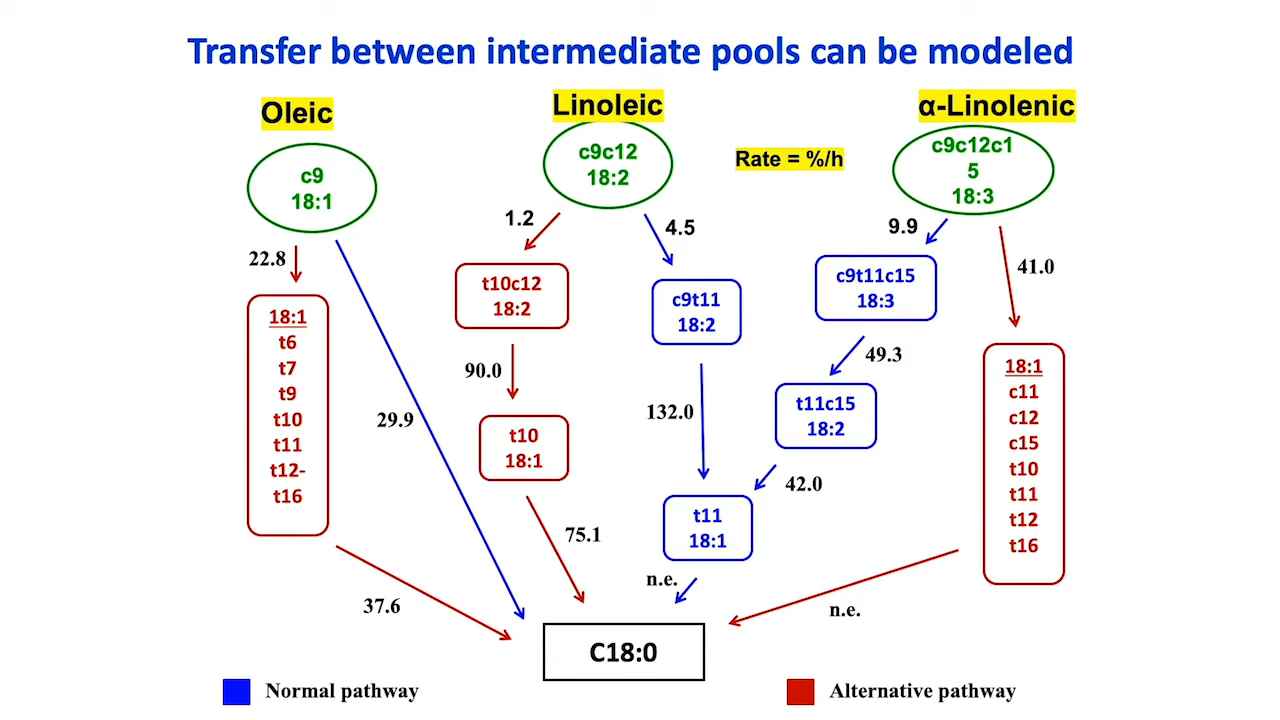 Transfer between intermediate pools can be modeled
Oleic
Linoleic
α-Linolenic
c9
18:1
c9c12
18:2
Rate = %/h
c9c12c1
5
18:3
22.8
29.9
1.2
4.5
9.9
41.0
18:1
t6
t7
t9
t10
t11
t12-
t16
t10c12
18:2
c9t11
18:2
c9t11c15
18:3
90.0
132.0
49.3
t10
18:1
t11c15
18:2
42.0
18:1
c11
c12
c15
t10
t11
t12
t16
t11
18:1
75.1
n.e.
37.6
n.e.
C18:0
Normal pathway
Alternative pathway